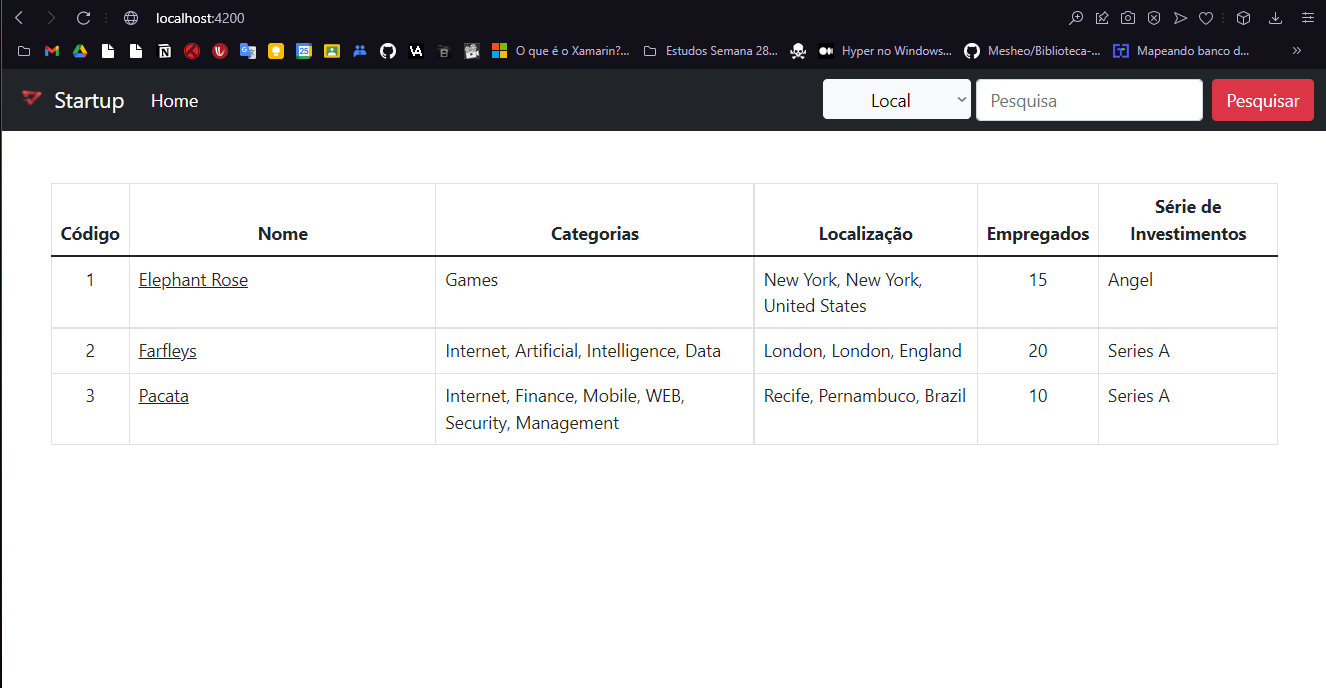 localhost:4200
O que é o Xamarin?... Estudos Semana 28... Hyper no Windows... Mesheo/Biblioteca-... Mapeando banco d...
Startup Home Local Pesquisa Pesquisar
Código Nome Categorias Localização Empregados Série de
Investimentos
1 Elephant Rose Games New York, New York, 15 Angel
United States
2 Farfleys Internet, Artificial, Intelligence, Data London, London, England 20 Series A
3 Pacata Internet, Finance, Mobile, WEB, Recife, Pernambuco, Brazil 10 Series A
Security, Management